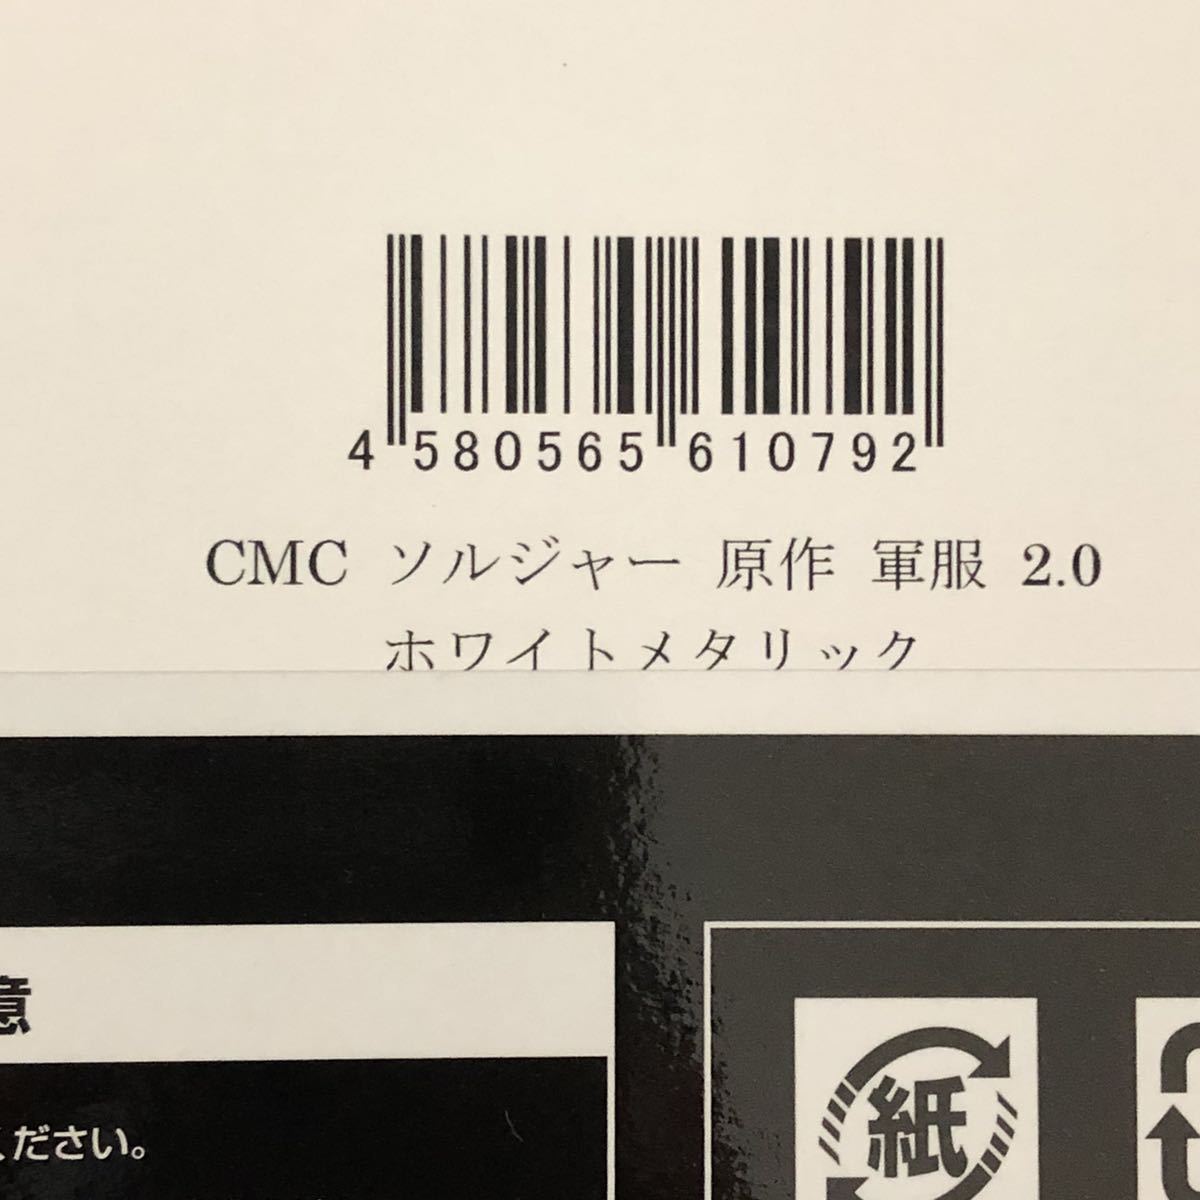 4 580565 610792
CMC ソルジャー 原作 軍服 2.0
ホワイトメタリック
意
ください。
紙